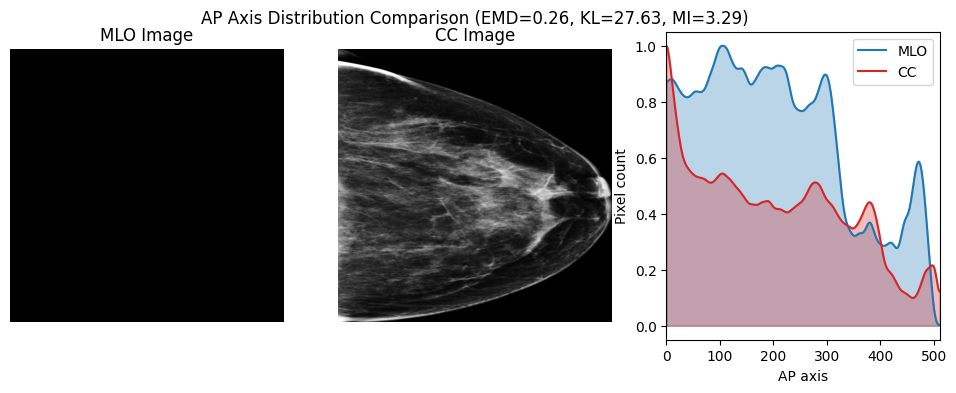 AP Axis Distribution Comparison (EMD=0.26, KL=27.63, MI=3.29)
MLO Image
CC Image
MLO
CC
Pixel count
1.0
0.8
0.6
0.4
0.2
0.0
0 100 200 300 400 500
AP axis